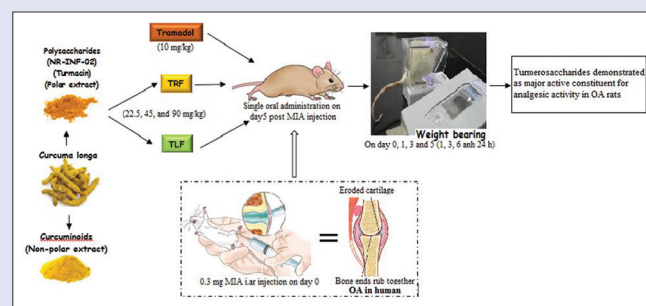 Polysaccharides
(NR-INF-02)
(Turmacin)
(Polar extract)
Curcuma longa
Curcuminoids
(Non-polar extract)
Tramadol
(10 mg/kg)
TRF
(22.5, 45, and 90 mg/kg)
TLF
Single oral administration on
day5 post MIA injection
Weight bearing
On day 0, 1, 3 and 5 (1, 3, 6 anh 24 h)
Turmerosaccharides demonstrated
as major active constituent for
analgesic activity in OA rats
0.3 mg MIA i.ar injection on day 0
=
Eroded cartilage
Bone ends rub together
OA in human